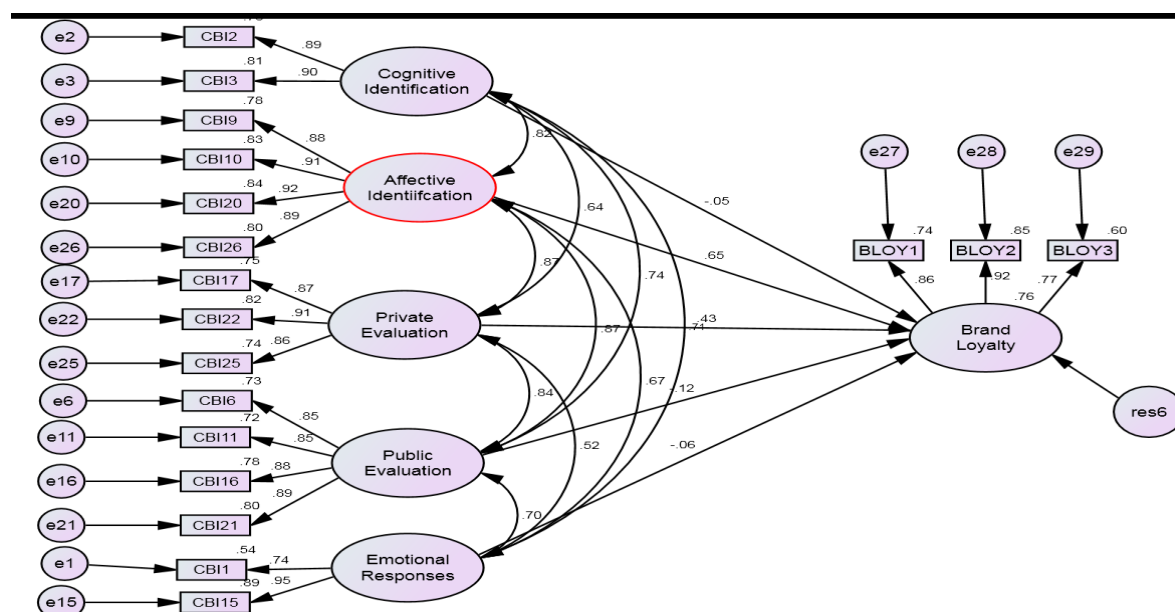 e2
CBI2
.89
e3
.81
CBI3
.90
Cognitive
Identification
e9
.78
CBI9
.88
.82
e10
.83
CBI10
.91
Affective
Identiifcation
e20
.84
CBI20
.92
e26
.89
.80
CBI26
e17
.75
CBI17
.87
e22
.82
CBI22
.91
Private
Evaluation
e25
.74
CBI25
.86
e6
.73
CBI6
.85
e11
.72
CBI11
.85
e16
.78
CBI16
.88
Public
Evaluation
e21
.89
.80
CBI21
e1
.54
CBI1
.74
Emotional
Responses
e15
.89
CBI15
.95
.64
.87
.74
.87
.71
.67
.84
.52
.70
-.05
.65
.43
-.12
-.06
e27
e28
e29
.74
.85
.60
BLOY1
BLOY2
BLOY3
.86
.92
.77
.76
Brand
Loyalty
res6